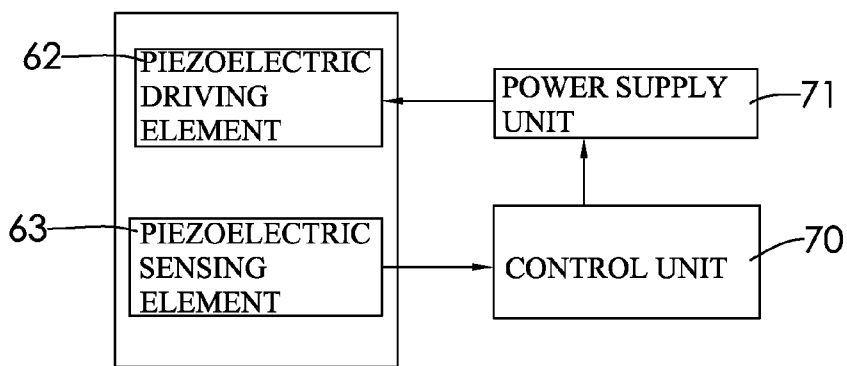 62
PIEZOELECTRIC
DRIVING
ELEMENT
POWER SUPPLY
UNIT
71
63
PIEZOELECTRIC
SENSING
ELEMENT
CONTROL UNIT
70